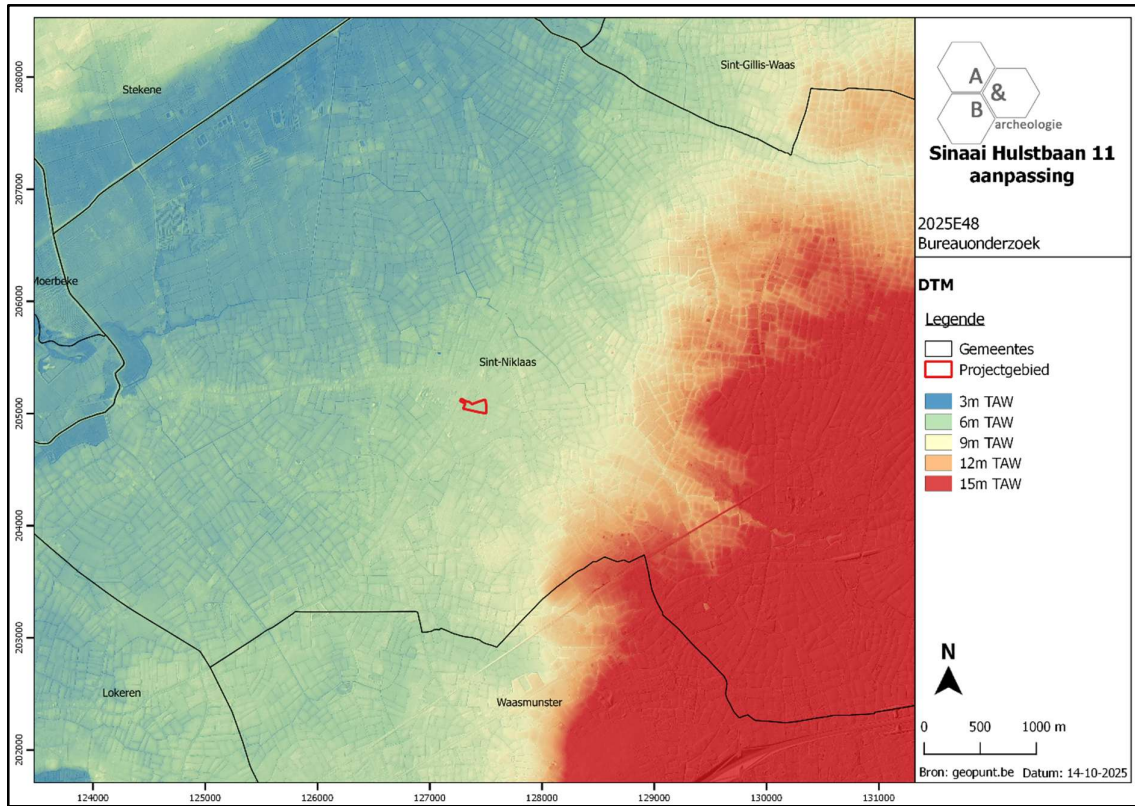 208000
207000
206000
205000
204000
203000
202000
124000
125000
126000
127000
128000
129000
130000
131000
Stekene
Sint-Gillis-Waas
Moerbeke
Sint-Niklaas
Lokeren
Waasmunster
A
&
B
archeologie
Sinaai Hulstbaan 11
aanpassing
2025E48
Bureauonderzoek
DTM
Legende
Gemeentes
Projectgebied
3m TAW
6m TAW
9m TAW
12m TAW
15m TAW
N
0 500 1000 m
Bron: geopunt.be Datum: 14-10-2025